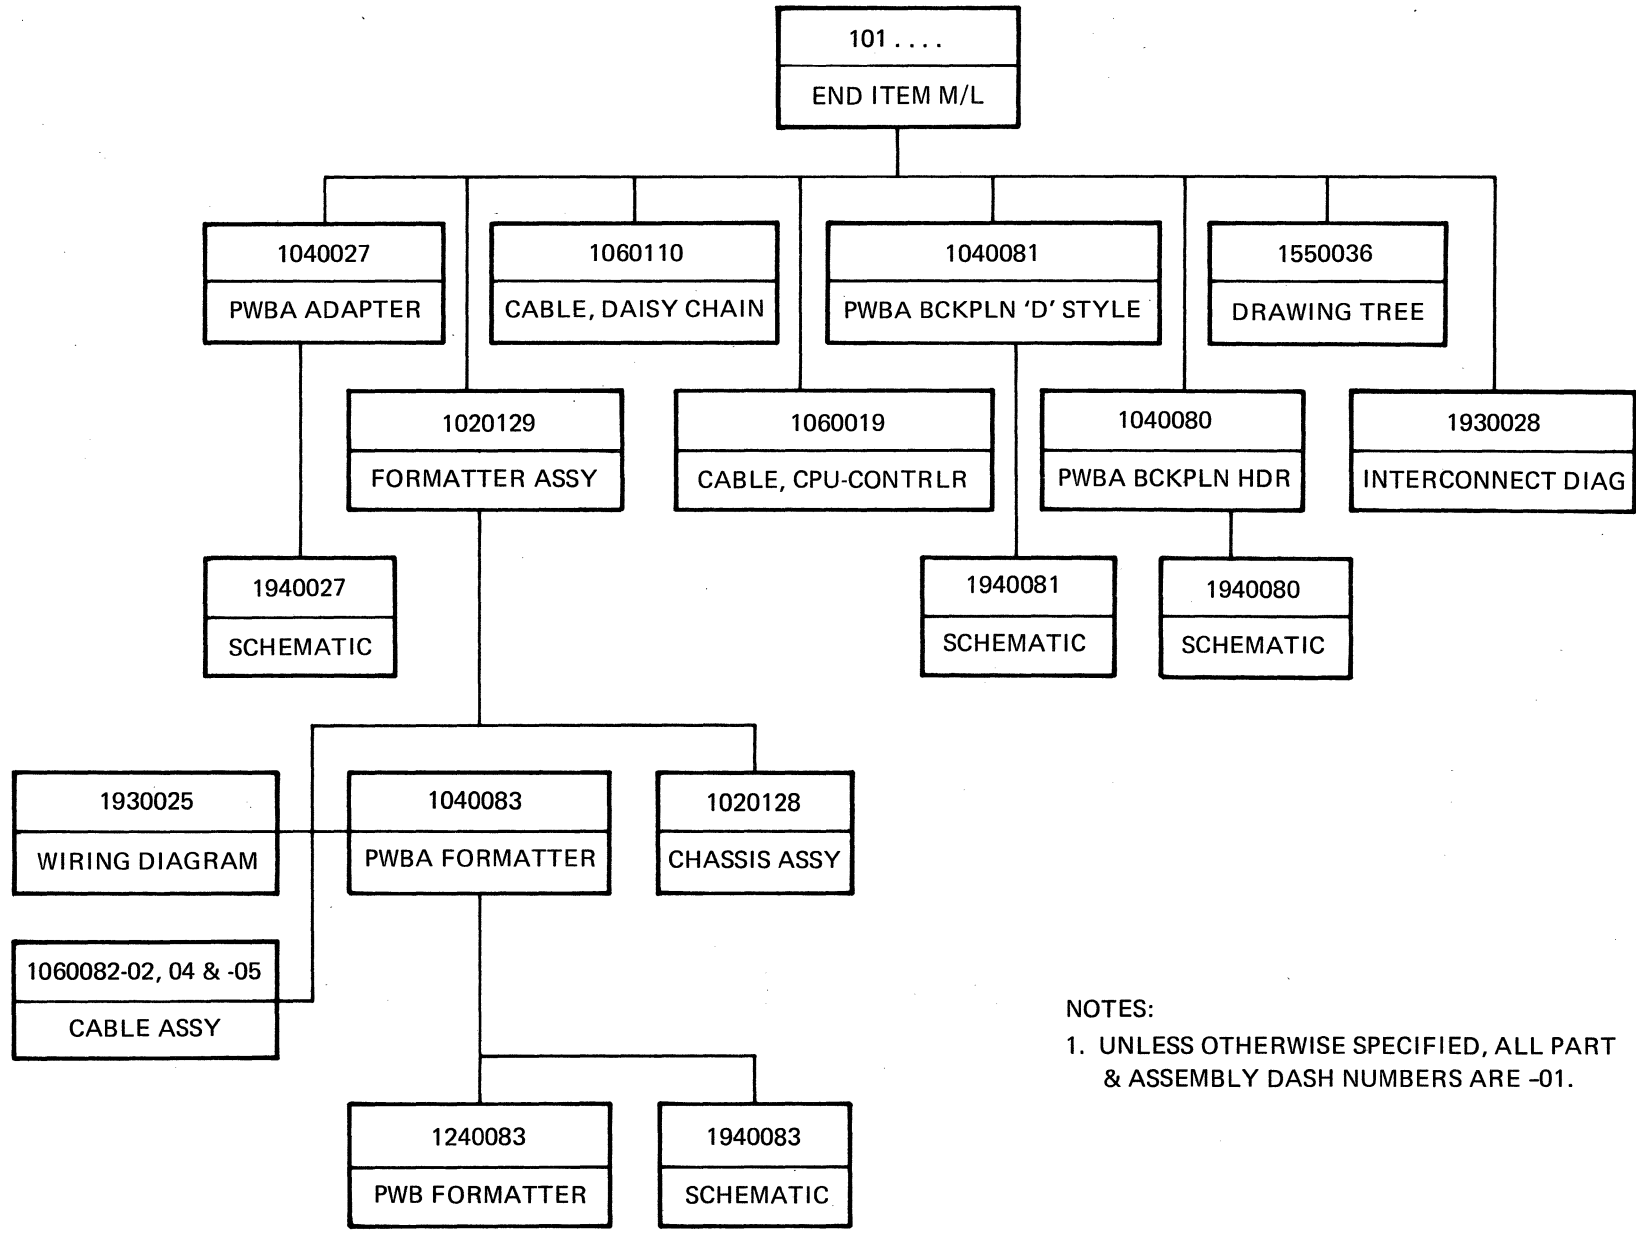 101 . . . .
END ITEM M/L
1040027
PWBA ADAPTER
1060110
CABLE, DAISY CHAIN
1040081
PWBA BCKPLN ‘D’ STYLE
1550036
DRAWING TREE
1020129
FORMATTER ASSY
1060019
CABLE, CPU-CONTRLR
1040080
PWBA BCKPLN HDR
1930028
INTERCONNECT DIAG
1940027
SCHEMATIC
1940081
SCHEMATIC
1940080
SCHEMATIC
1930025
WIRING DIAGRAM
1040083
PWBA FORMATTER
1020128
CHASSIS ASSY
1060082-02, 04 & -05
CABLE ASSY
NOTES:
1. UNLESS OTHERWISE SPECIFIED, ALL PART
& ASSEMBLY DASH NUMBERS ARE –01.
1240083
PWB FORMATTER
1940083
SCHEMATIC